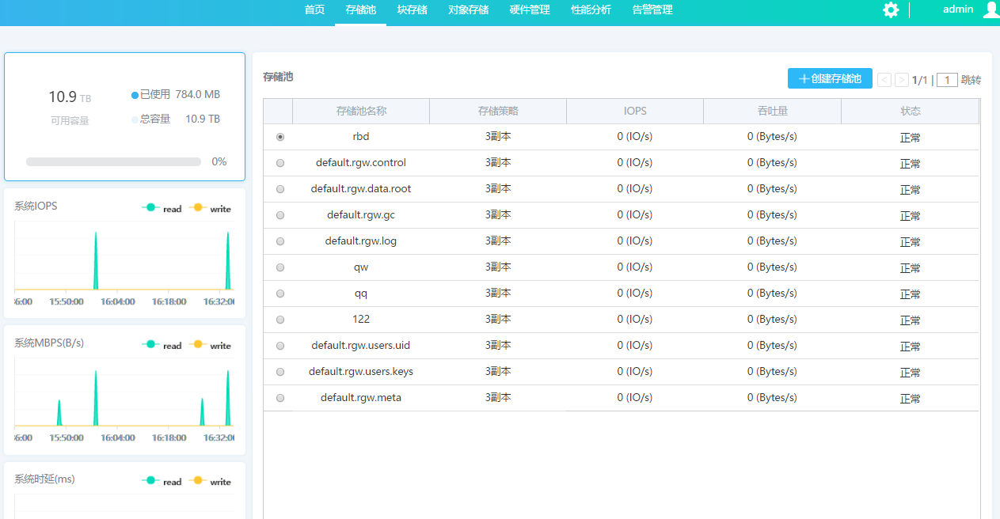 首页 存储池 块存储 对象存储 硬件管理 性能分析 告警管理 admin
10.9 TB
可用容量
已使用 784.0 MB
总容量 10.9 TB
0%
系统IOPS read write
15:50:00 16:04:00 16:18:00
系统MBPS(B/s) read write
15:50:00 16:04:00 16:18:00
系统时延(ms) read write
存储池 创建存储池 < > 1/1 | 1 跳转
存储池名称 存储策略 IOPS 吞吐量 状态
rbd 3副本 0 (IO/s) 0 (Bytes/s) 正常
default.rgw.control 3副本 0 (IO/s) 0 (Bytes/s) 正常
default.rgw.data.root 3副本 0 (IO/s) 0 (Bytes/s) 正常
default.rgw.gc 3副本 0 (IO/s) 0 (Bytes/s) 正常
default.rgw.log 3副本 0 (IO/s) 0 (Bytes/s) 正常
qw 3副本 0 (IO/s) 0 (Bytes/s) 正常
qq 3副本 0 (IO/s) 0 (Bytes/s) 正常
122 3副本 0 (IO/s) 0 (Bytes/s) 正常
default.rgw.users.uid 3副本 0 (IO/s) 0 (Bytes/s) 正常
default.rgw.users.keys 3副本 0 (IO/s) 0 (Bytes/s) 正常
default.rgw.meta 3副本 0 (IO/s) 0 (Bytes/s) 正常